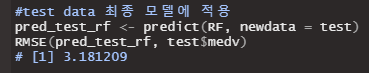 #test data 최종 모델에 적용
pred_test_rf <- predict(RF, newdata = test)
RMSE(pred_test_rf, test$medv)
# [1] 3.181209